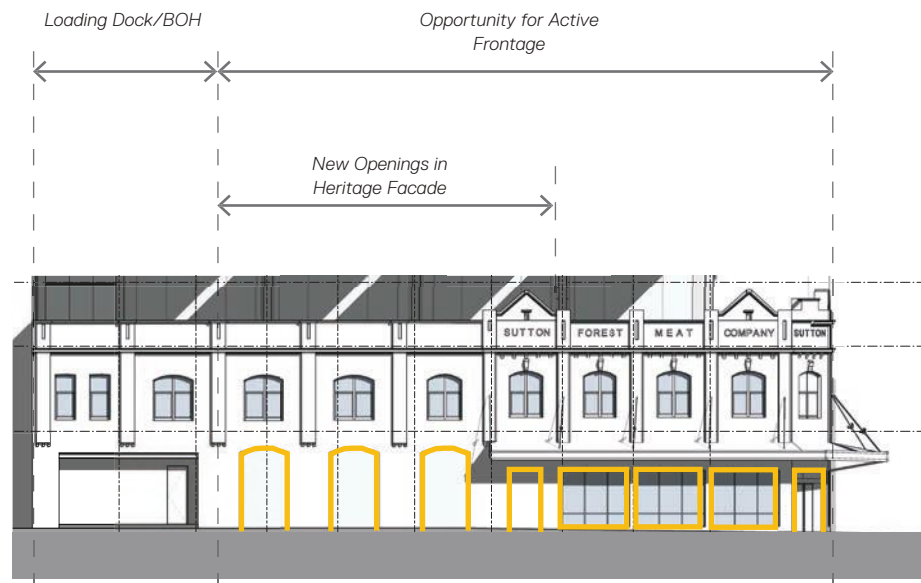 Loading Dock/BOH
Opportunity for Active
Frontage
New Openings in
Heritage Facade
SUTTON FOREST MEAT COMPANY SUTTON